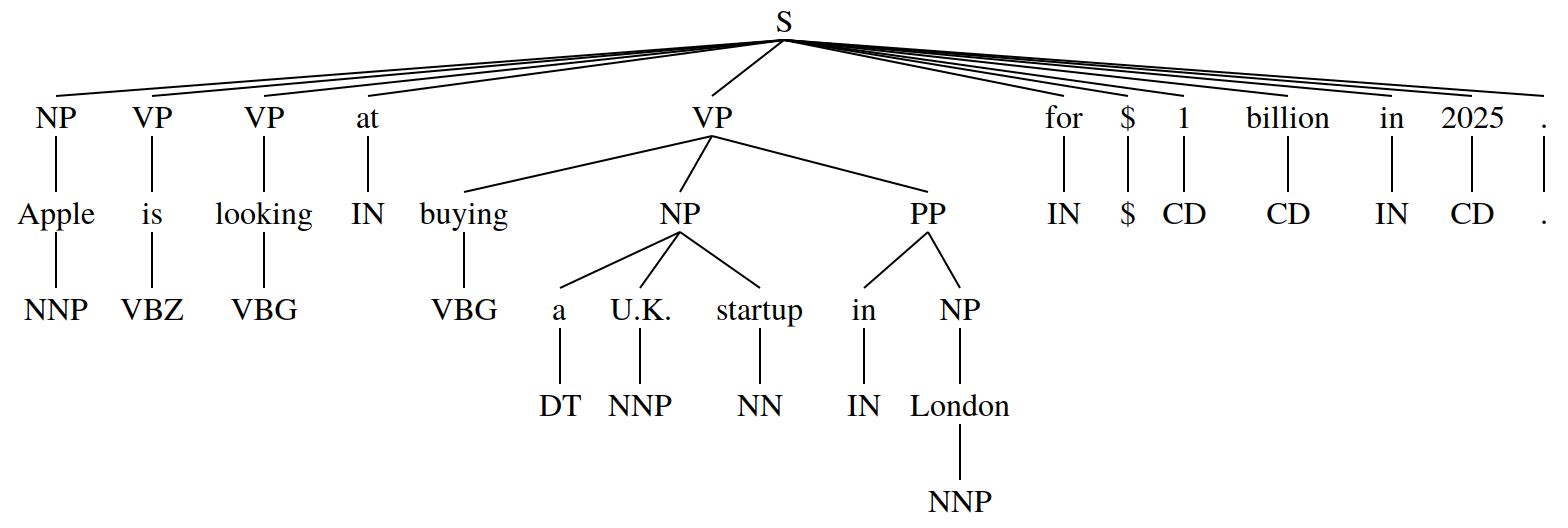 S
NP VP VP at VP for $ 1 billion in 2025 .
Apple is looking IN buying NP PP IN $ CD CD IN CD .
NNP VBZ VBG VBG a U.K. startup in NP
DT NNP NN IN London
NNP